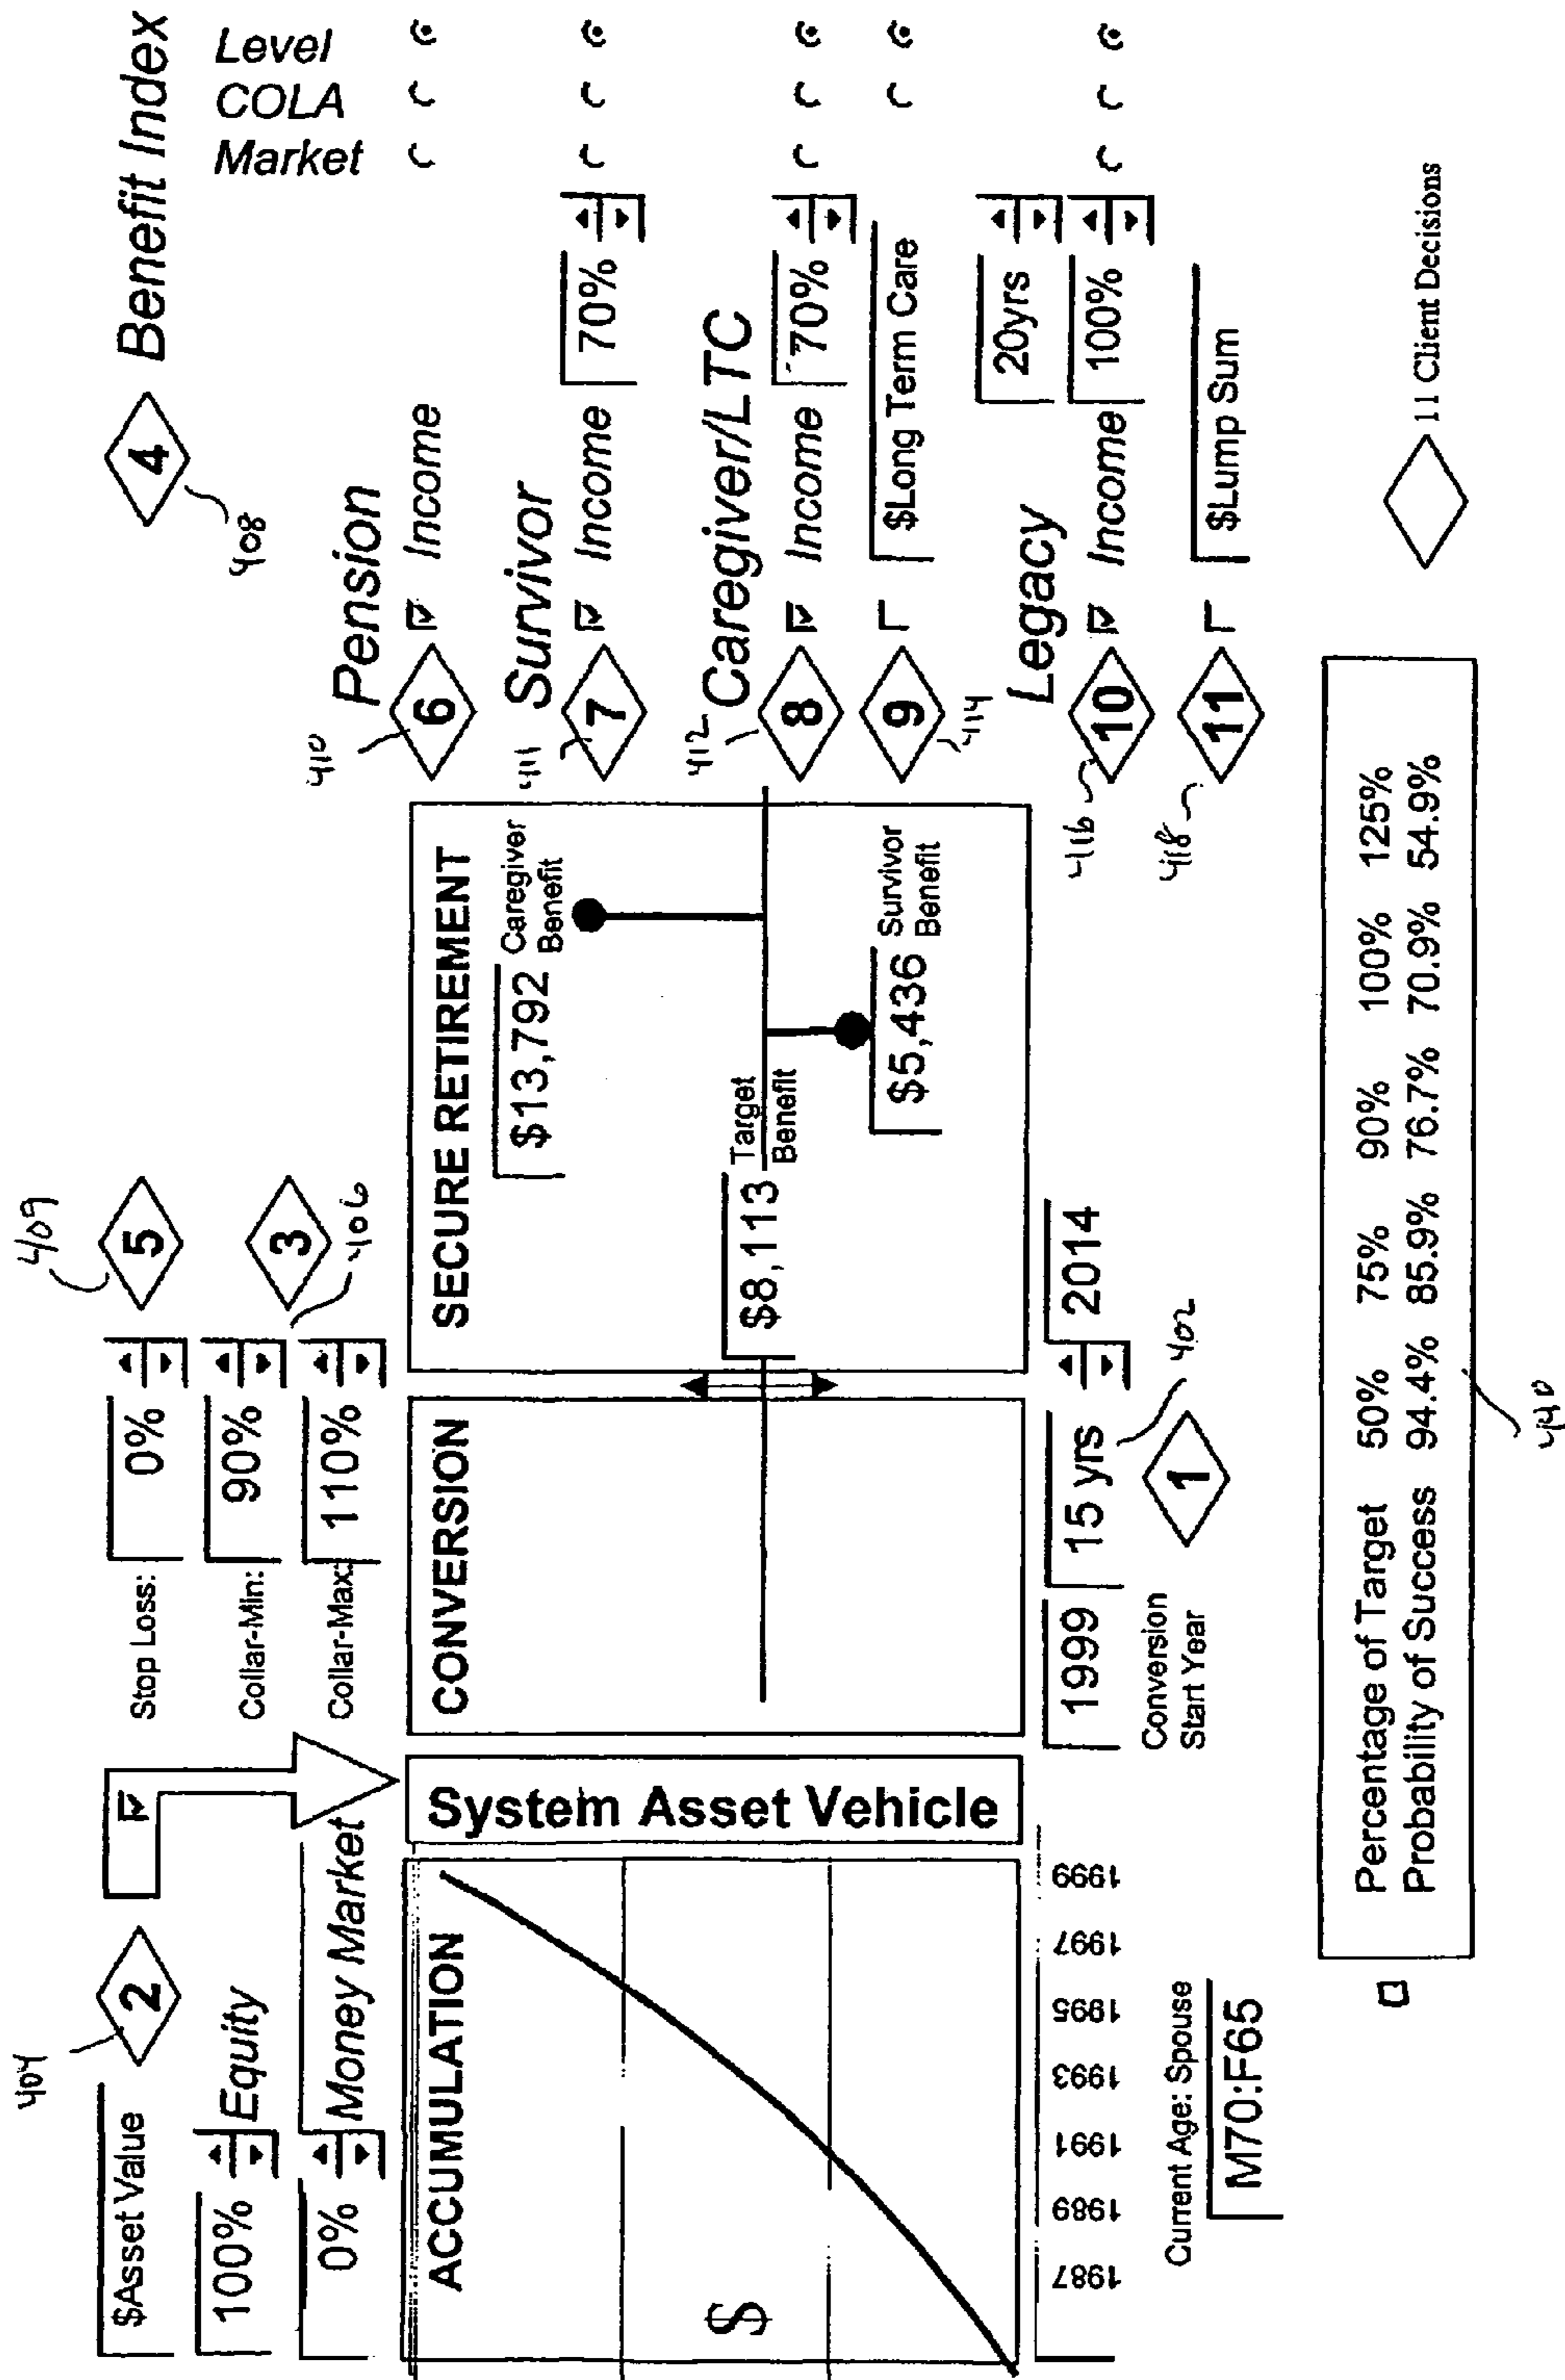 404
$Asset Value
2
100% Equity
0% Money Market
409
Stop Loss: 0%
5
Collar-Min: 90%
3
Collar-Max: 110%
406
4 Benefit Index
408
Market COLA Level
ACCUMULATION
$
1987 1989 1991 1993 1995 1997 1999
System Asset Vehicle
CONVERSION
SECURE RETIREMENT
$13,792 Caregiver
Benefit
$8,113 Target
Benefit
$5,436 Survivor
Benefit
410
Pension
6 Income
411
Survivor
7 Income 70%
412
Caregiver/LTC
8 Income 70%
9 $Long Term Care
414
Legacy
20yrs
10 Income 100%
416
11 $Lump Sum
418
1999 15 yrs 2014
Conversion
Start Year
1
402
Current Age: Spouse
M70:F65
Percentage of Target 50% 75% 90% 100% 125%
Probability of Success 94.4% 85.9% 76.7% 70.9% 54.9%
440
11 Client Decisions